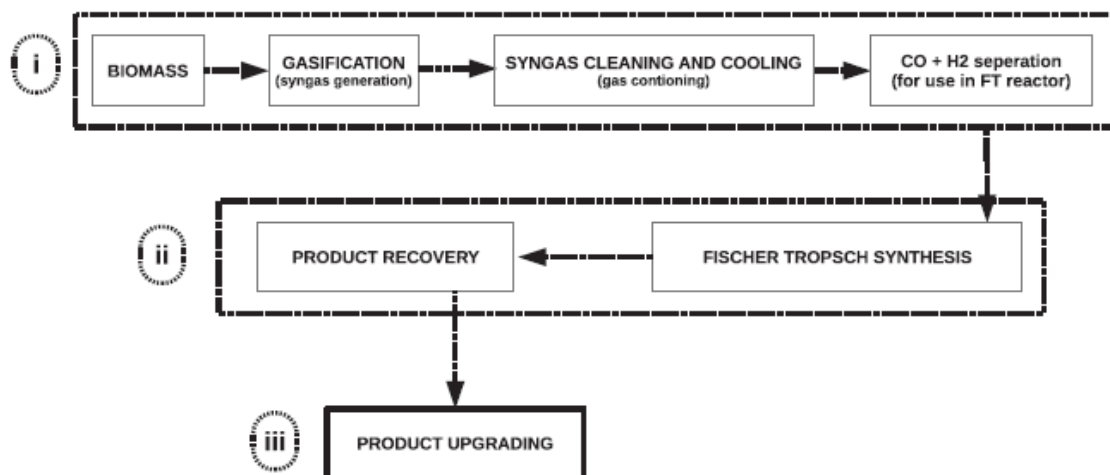 i
BIOMASS
GASIFICATION
(syngas generation)
SYNGAS CLEANING AND COOLING
(gas contioning)
CO + H2 seperation
(for use in FT reactor)
ii
PRODUCT RECOVERY
FISCHER TROPSCH SYNTHESIS
iii
PRODUCT UPGRADING